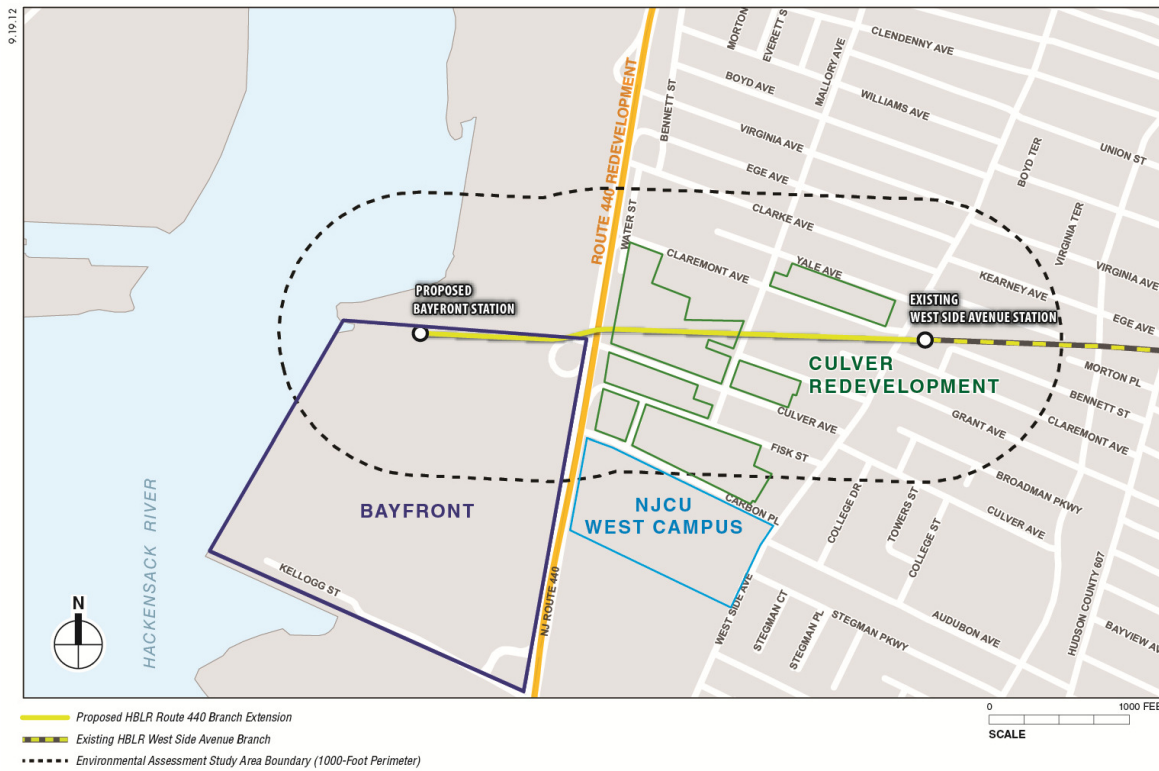 9.19.12
MORTON
EVERETT S
CLENDENNY AVE
MALLORY AVE
BOYD AVE
WILLIAMS AVE
BENNETT ST
VIRGINIA AVE
UNION ST
BOYD TER
EGE AVE
ROUTE 440 REDEVELOPMENT
WATER ST
CLARKE AVE
VIRGINIA TER
CLAREMONT AVE
YALE AVE
KEARNEY AVE
VIRGINIA AVE
PROPOSED
BAYFRONT STATION
EXISTING
WEST SIDE AVENUE STATION
EGE AVE
CULVER
REDEVELOPMENT
MORTON PL
BENNETT ST
CLAREMONT AVE
GRANT AVE
CULVER AVE
FISK ST
BROADMAN PKWY
BAYFRONT
NJCU
WEST CAMPUS
CARBON PL
COLLEGE DR
TOWERS ST
COLLEGE ST
CULVER AVE
HACKENSACK RIVER
KELLOGG ST
NJ ROUTE 440
WEST SIDE AVE
STEGMAN CT
STEGMAN PL
STEGMAN PKWY
AUDUBON AVE
HUDSON COUNTY 607
BAYVIEW AV
N
Proposed HBLR Route 440 Branch Extension
Existing HBLR West Side Avenue Branch
Environmental Assessment Study Area Boundary (1000-Foot Perimeter)
0 1000 FEE
SCALE